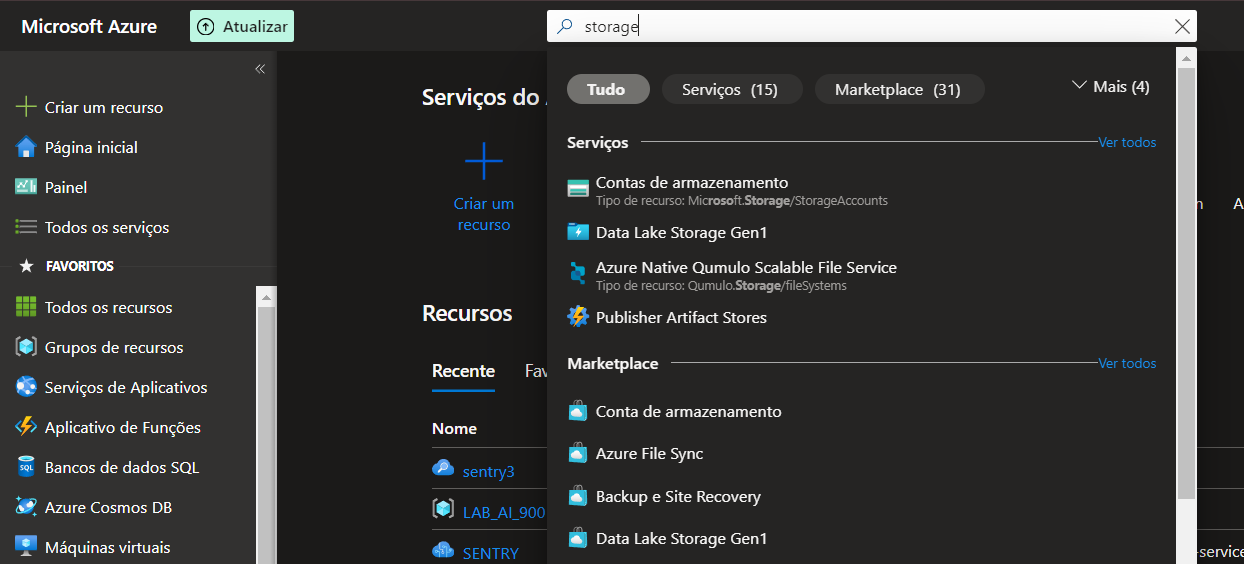 Microsoft Azure
Atualizar
storage
Criar um recurso
Página inicial
Painel
Todos os serviços
FAVORITOS
Todos os recursos
Grupos de recursos
Serviços de Aplicativos
Aplicativo de Funções
Bancos de dados SQL
Azure Cosmos DB
Máquinas virtuais
Serviços do
Criar um
recurso
Recursos
Recente
Fav
Nome
sentry3
LAB_AI_900
SENTRY
Tudo
Serviços (15)
Marketplace (31)
Mais (4)
Serviços
Ver todos
Contas de armazenamento
Tipo de recurso: Microsoft.Storage/StorageAccounts
Data Lake Storage Gen1
Azure Native Qumulo Scalable File Service
Tipo de recurso: Qumulo.Storage/fileSystems
Publisher Artifact Stores
Marketplace
Ver todos
Conta de armazenamento
Azure File Sync
Backup e Site Recovery
Data Lake Storage Gen1
A
-service